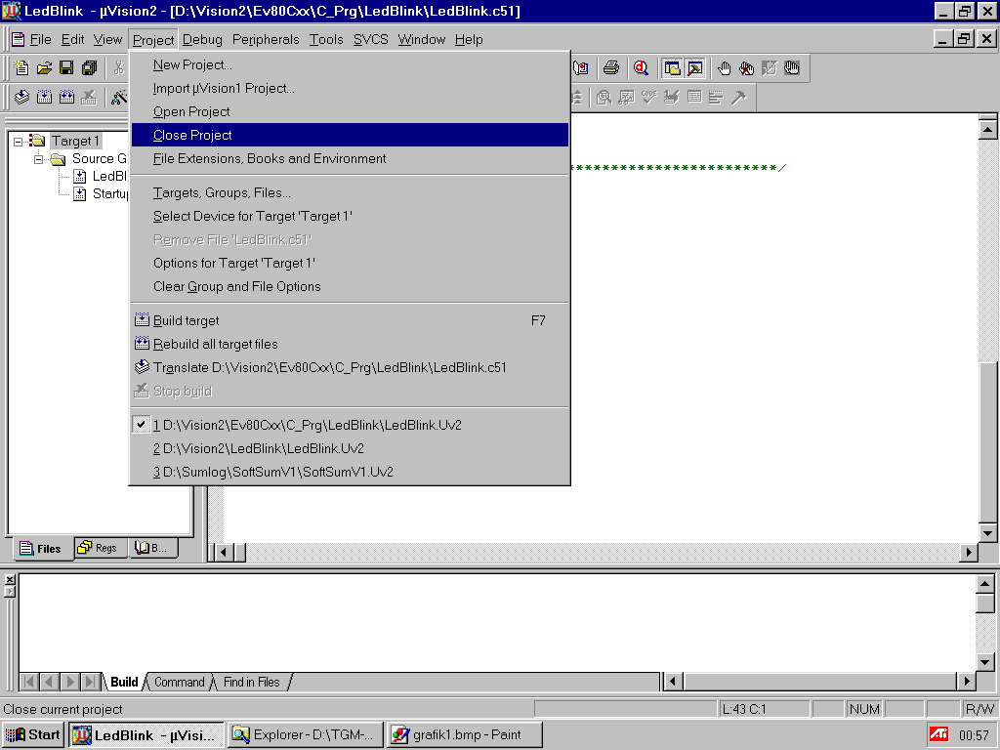 LedBlink - µVision2 - [D:\Vision2\Ev80Cxx\C_Prg\LedBlink\LedBlink.c51]
File Edit View Project Debug Peripherals Tools SVCS Window Help
New Project...
Import µVision1 Project...
Open Project
Close Project
File Extensions, Books and Environment
Targets, Groups, Files...
Select Device for Target 'Target 1'
Remove File 'LedBlink.c51'
Options for Target 'Target 1'
Clear Group and File Options
Build target F7
Rebuild all target files
Translate D:\Vision2\Ev80Cxx\C_Prg\LedBlink\LedBlink.c51
Stop build
1 D:\Vision2\Ev80Cxx\C_Prg\LedBlink\LedBlink.Uv2
2 D:\Vision2\LedBlink\LedBlink.Uv2
3 D:\Sumlog\SoftSumV1\SoftSumV1.Uv2
Target 1
Source G
LedBl
Startu
***********************/
Files Regs B...
Build Command Find in Files
Close current project L:43 C:1 NUM R/W
Start LedBlink - µVisi... Explorer - D:\TGM-... grafik1.bmp - Paint ATi 00:57